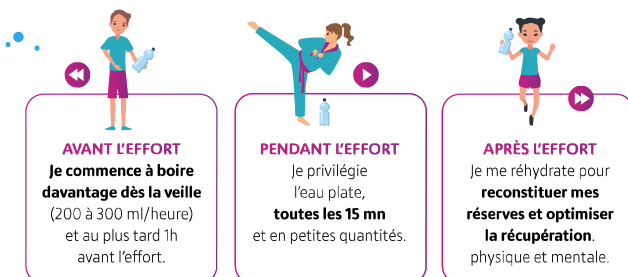 AVANT L’EFFORT
Je commence à boire
davantage dès la veille
(200 à 300 ml/heure)
et au plus tard 1h
avant l’effort.
PENDANT L’EFFORT
Je privilégie
l’eau plate,
toutes les 15 mn
et en petites quantités.
APRÈS L’EFFORT
Je me réhydrate pour
reconstituer mes
réserves et optimiser
la récupération.
physique et mentale.